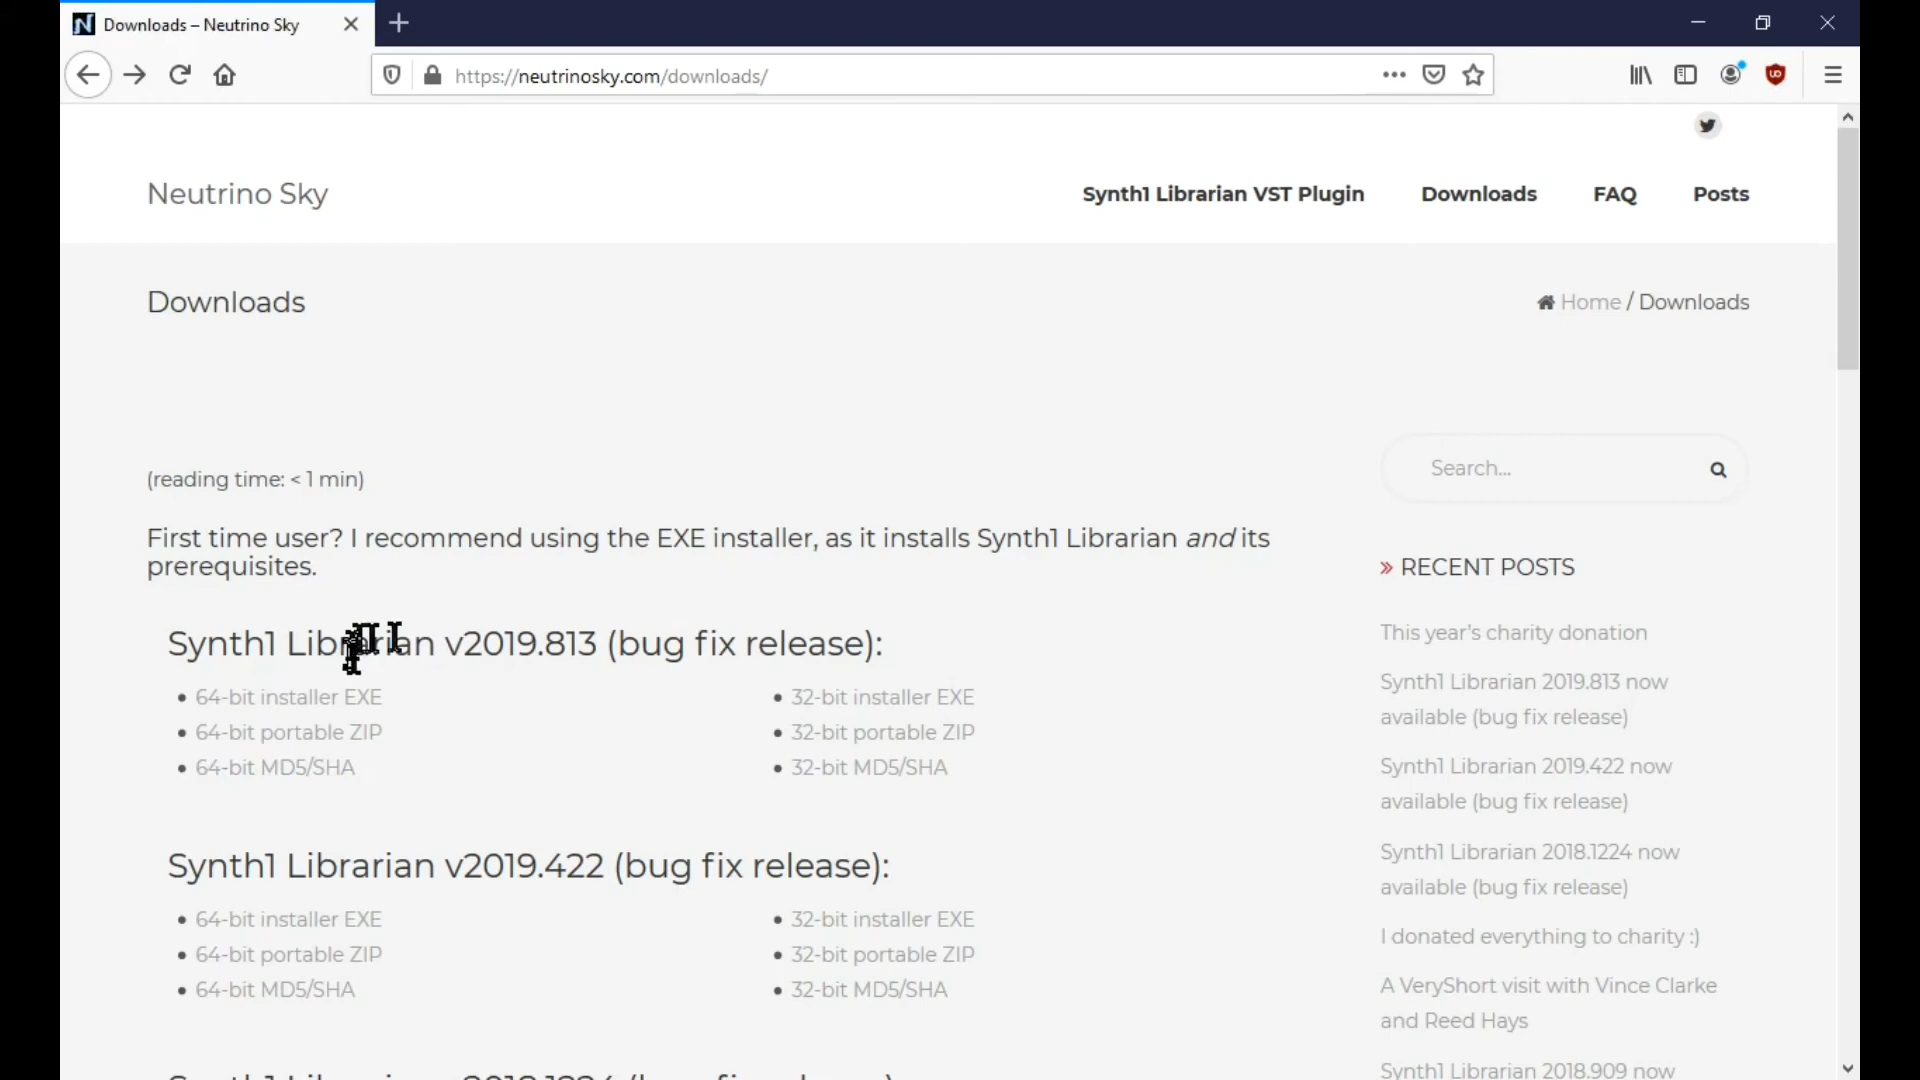 Downloads – Neutrino Sky
https://neutrinosky.com/downloads/
Neutrino Sky
Synth1 Librarian VST Plugin
Downloads
FAQ
Posts
Downloads
Home / Downloads
(reading time: < 1 min)
Search...
First time user? I recommend using the EXE installer, as it installs Synth1 Librarian and its
prerequisites.
Synth1 Librarian v2019.813 (bug fix release):
• 64-bit installer EXE
• 64-bit portable ZIP
• 64-bit MD5/SHA
• 32-bit installer EXE
• 32-bit portable ZIP
• 32-bit MD5/SHA
Synth1 Librarian v2019.422 (bug fix release):
• 64-bit installer EXE
• 64-bit portable ZIP
• 64-bit MD5/SHA
• 32-bit installer EXE
• 32-bit portable ZIP
• 32-bit MD5/SHA
» RECENT POSTS
This year's charity donation
Synth1 Librarian 2019.813 now
available (bug fix release)
Synth1 Librarian 2019.422 now
available (bug fix release)
Synth1 Librarian 2018.1224 now
available (bug fix release)
I donated everything to charity :)
A VeryShort visit with Vince Clarke
and Reed Hays
Synth1 Librarian 2018.909 now